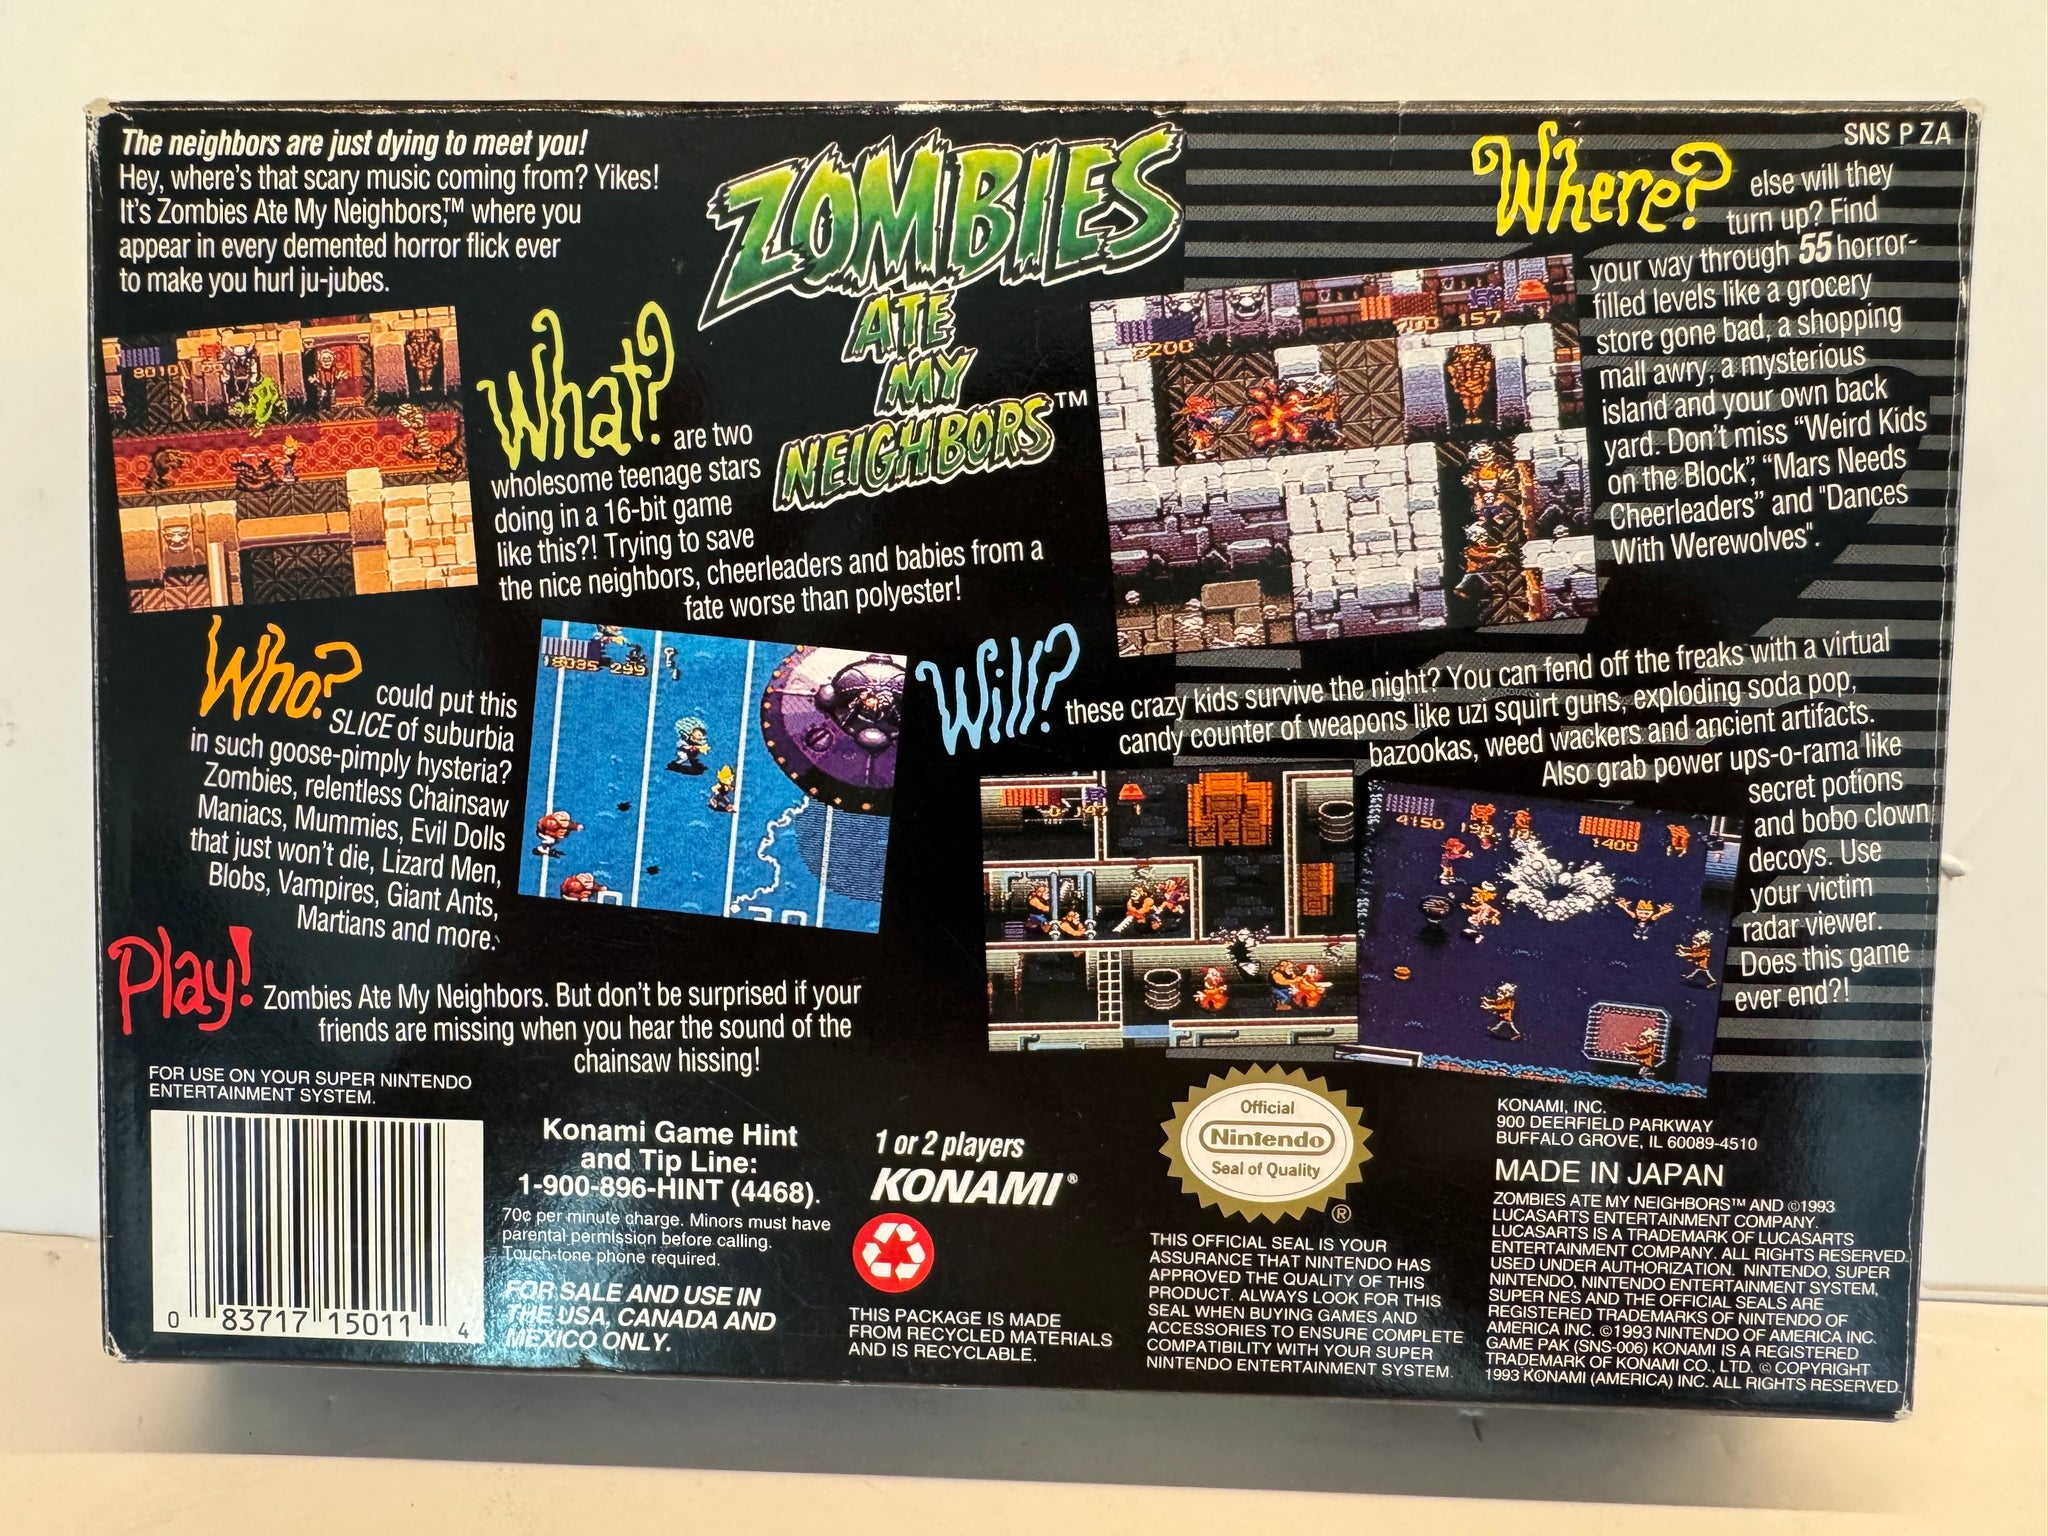 The neighbors are just dying to meet you!
Hey, where's that scary music coming from? Yikes!
It's Zombies Ate My Neighbors,™ where you
appear in every demented horror flick ever
to make you hurl ju-jubes.
ZOMBIES
ATE
MY
NEIGHBORS™
What? are two
wholesome teenage stars
doing in a 16-bit game
like this?! Trying to save
the nice neighbors, cheerleaders and babies from a
fate worse than polyester!
Who? could put this
SLICE of suburbia
in such goose-pimply hysteria?
Zombies, relentless Chainsaw
Maniacs, Mummies, Evil Dolls
that just won't die, Lizard Men,
Blobs, Vampires, Giant Ants,
Martians and more.
SNS P ZA
Where? else will they
turn up? Find
your way through 55 horror-
filled levels like a grocery
store gone bad, a shopping
mall awry, a mysterious
island and your own back
yard. Don't miss "Weird Kids
on the Block", "Mars Needs
Cheerleaders" and "Dances
With Werewolves".
Will? these crazy kids survive the night? You can fend off the freaks with a virtual
candy counter of weapons like uzi squirt guns, exploding soda pop,
bazookas, weed wackers and ancient artifacts.
Also grab power ups-o-rama like
secret potions
and bobo clown
decoys. Use
your victim
radar viewer.
Does this game
ever end?!
8010
2200
157
18035 299
4150
1400
Play! Zombies Ate My Neighbors. But don't be surprised if your
friends are missing when you hear the sound of the
chainsaw hissing!
FOR USE ON YOUR SUPER NINTENDO
ENTERTAINMENT SYSTEM.
0 83717 15011 4
Konami Game Hint
and Tip Line:
1-900-896-HINT (4468).
70¢ per minute charge. Minors must have
parental permission before calling.
Touch-tone phone required.
FOR SALE AND USE IN
THE USA, CANADA AND
MEXICO ONLY.
1 or 2 players
KONAMI®
THIS PACKAGE IS MADE
FROM RECYCLED MATERIALS
AND IS RECYCLABLE.
Official
Nintendo
Seal of Quality
®
THIS OFFICIAL SEAL IS YOUR
ASSURANCE THAT NINTENDO HAS
APPROVED THE QUALITY OF THIS
PRODUCT. ALWAYS LOOK FOR THIS
SEAL WHEN BUYING GAMES AND
ACCESSORIES TO ENSURE COMPLETE
COMPATIBILITY WITH YOUR SUPER
NINTENDO ENTERTAINMENT SYSTEM.
KONAMI, INC.
900 DEERFIELD PARKWAY
BUFFALO GROVE, IL 60089-4510
MADE IN JAPAN
ZOMBIES ATE MY NEIGHBORS™ AND ©1993
LUCASARTS ENTERTAINMENT COMPANY.
LUCASARTS IS A TRADEMARK OF LUCASARTS
ENTERTAINMENT COMPANY. ALL RIGHTS RESERVED.
USED UNDER AUTHORIZATION. NINTENDO, SUPER
NINTENDO, NINTENDO ENTERTAINMENT SYSTEM,
SUPER NES AND THE OFFICIAL SEALS ARE
REGISTERED TRADEMARKS OF NINTENDO OF
AMERICA INC. ©1993 NINTENDO OF AMERICA INC.
GAME PAK (SNS-006) KONAMI IS A REGISTERED
TRADEMARK OF KONAMI CO., LTD. © COPYRIGHT
1993 KONAMI (AMERICA) INC. ALL RIGHTS RESERVED.